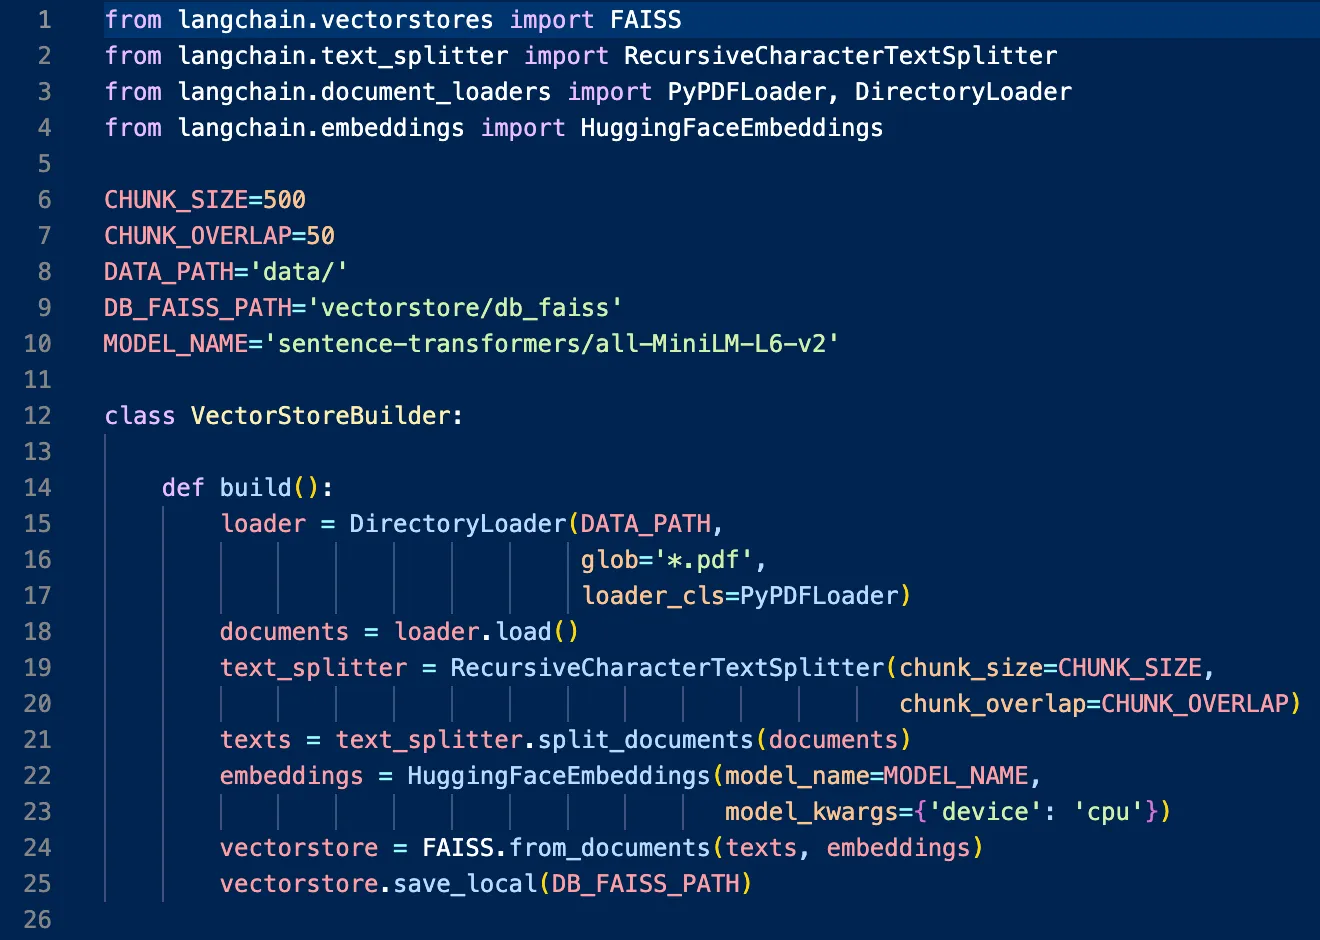 1 from langchain.vectorstores import FAISS
2 from langchain.text_splitter import RecursiveCharacterTextSplitter
3 from langchain.document_loaders import PyPDFLoader, DirectoryLoader
4 from langchain.embeddings import HuggingFaceEmbeddings
5
6 CHUNK_SIZE=500
7 CHUNK_OVERLAP=50
8 DATA_PATH='data/'
9 DB_FAISS_PATH='vectorstore/db_faiss'
10 MODEL_NAME='sentence-transformers/all-MiniLM-L6-v2'
11
12 class VectorStoreBuilder:
13
14     def build():
15         loader = DirectoryLoader(DATA_PATH,
16                                  glob='*.pdf',
17                                  loader_cls=PyPDFLoader)
18         documents = loader.load()
19         text_splitter = RecursiveCharacterTextSplitter(chunk_size=CHUNK_SIZE,
20                                                        chunk_overlap=CHUNK_OVERLAP)
21         texts = text_splitter.split_documents(documents)
22         embeddings = HuggingFaceEmbeddings(model_name=MODEL_NAME,
23                                            model_kwargs={'device': 'cpu'})
24         vectorstore = FAISS.from_documents(texts, embeddings)
25         vectorstore.save_local(DB_FAISS_PATH)
26